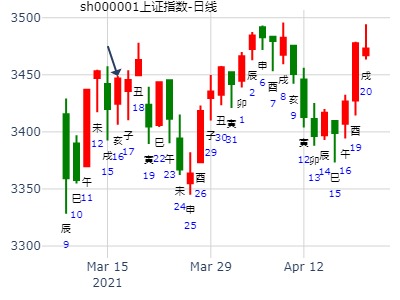 sh000001上证指数-日线
3500
3450
3400
3350
3300
辰
9
巳
10
午
11
未
12
戌
15
亥
16
子
17
丑
18
寅
19
巳
22
午
23
未
24
申
25
酉
26
子
29
丑
30
寅
31
卯
1
辰
2
申
6
酉
7
戌
8
亥
9
寅
12
卯
13
辰
14
巳
15
午
16
酉
19
戌
20
Mar 15
2021
Mar 29
Apr 12